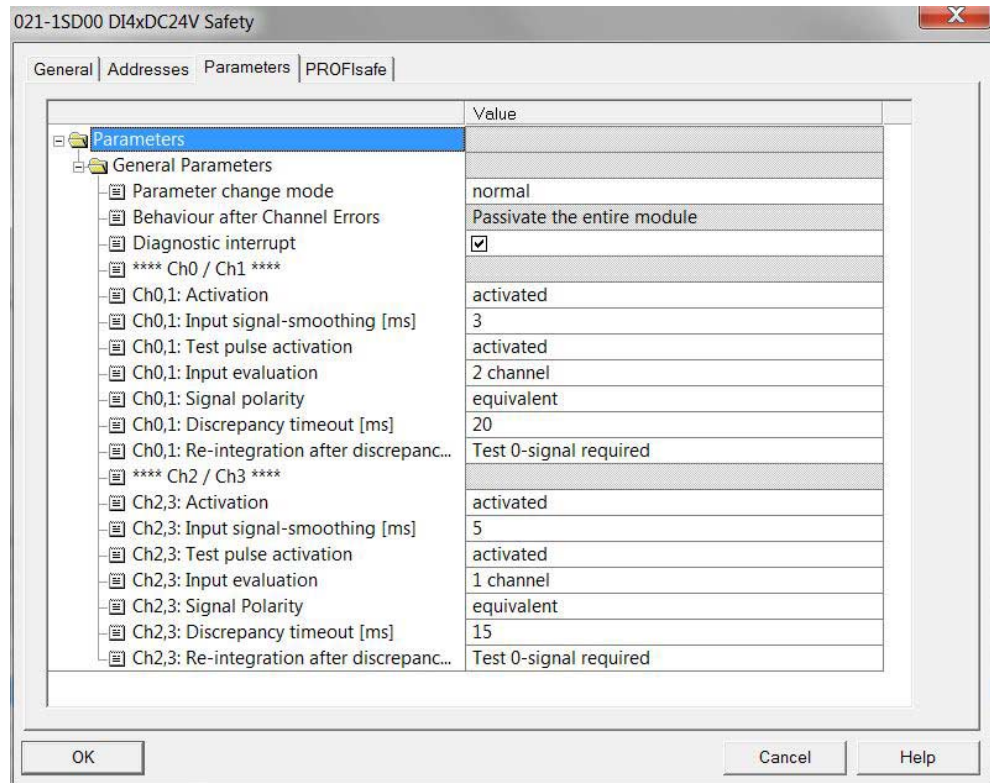 021-1SD00 DI4xDC24V Safety
General Addresses Parameters PROFIsafe
Value
Parameters
General Parameters
Parameter change mode normal
Behaviour after Channel Errors Passivate the entire module
Diagnostic interrupt
**** Ch0 / Ch1 ****
Ch0,1: Activation activated
Ch0,1: Input signal-smoothing [ms] 3
Ch0,1: Test pulse activation activated
Ch0,1: Input evaluation 2 channel
Ch0,1: Signal polarity equivalent
Ch0,1: Discrepancy timeout [ms] 20
Ch0,1: Re-integration after discrepanc... Test 0-signal required
**** Ch2 / Ch3 ****
Ch2,3: Activation activated
Ch2,3: Input signal-smoothing [ms] 5
Ch2,3: Test pulse activation activated
Ch2,3: Input evaluation 1 channel
Ch2,3: Signal Polarity equivalent
Ch2,3: Discrepancy timeout [ms] 15
Ch2,3: Re-integration after discrepanc... Test 0-signal required
OK Cancel Help